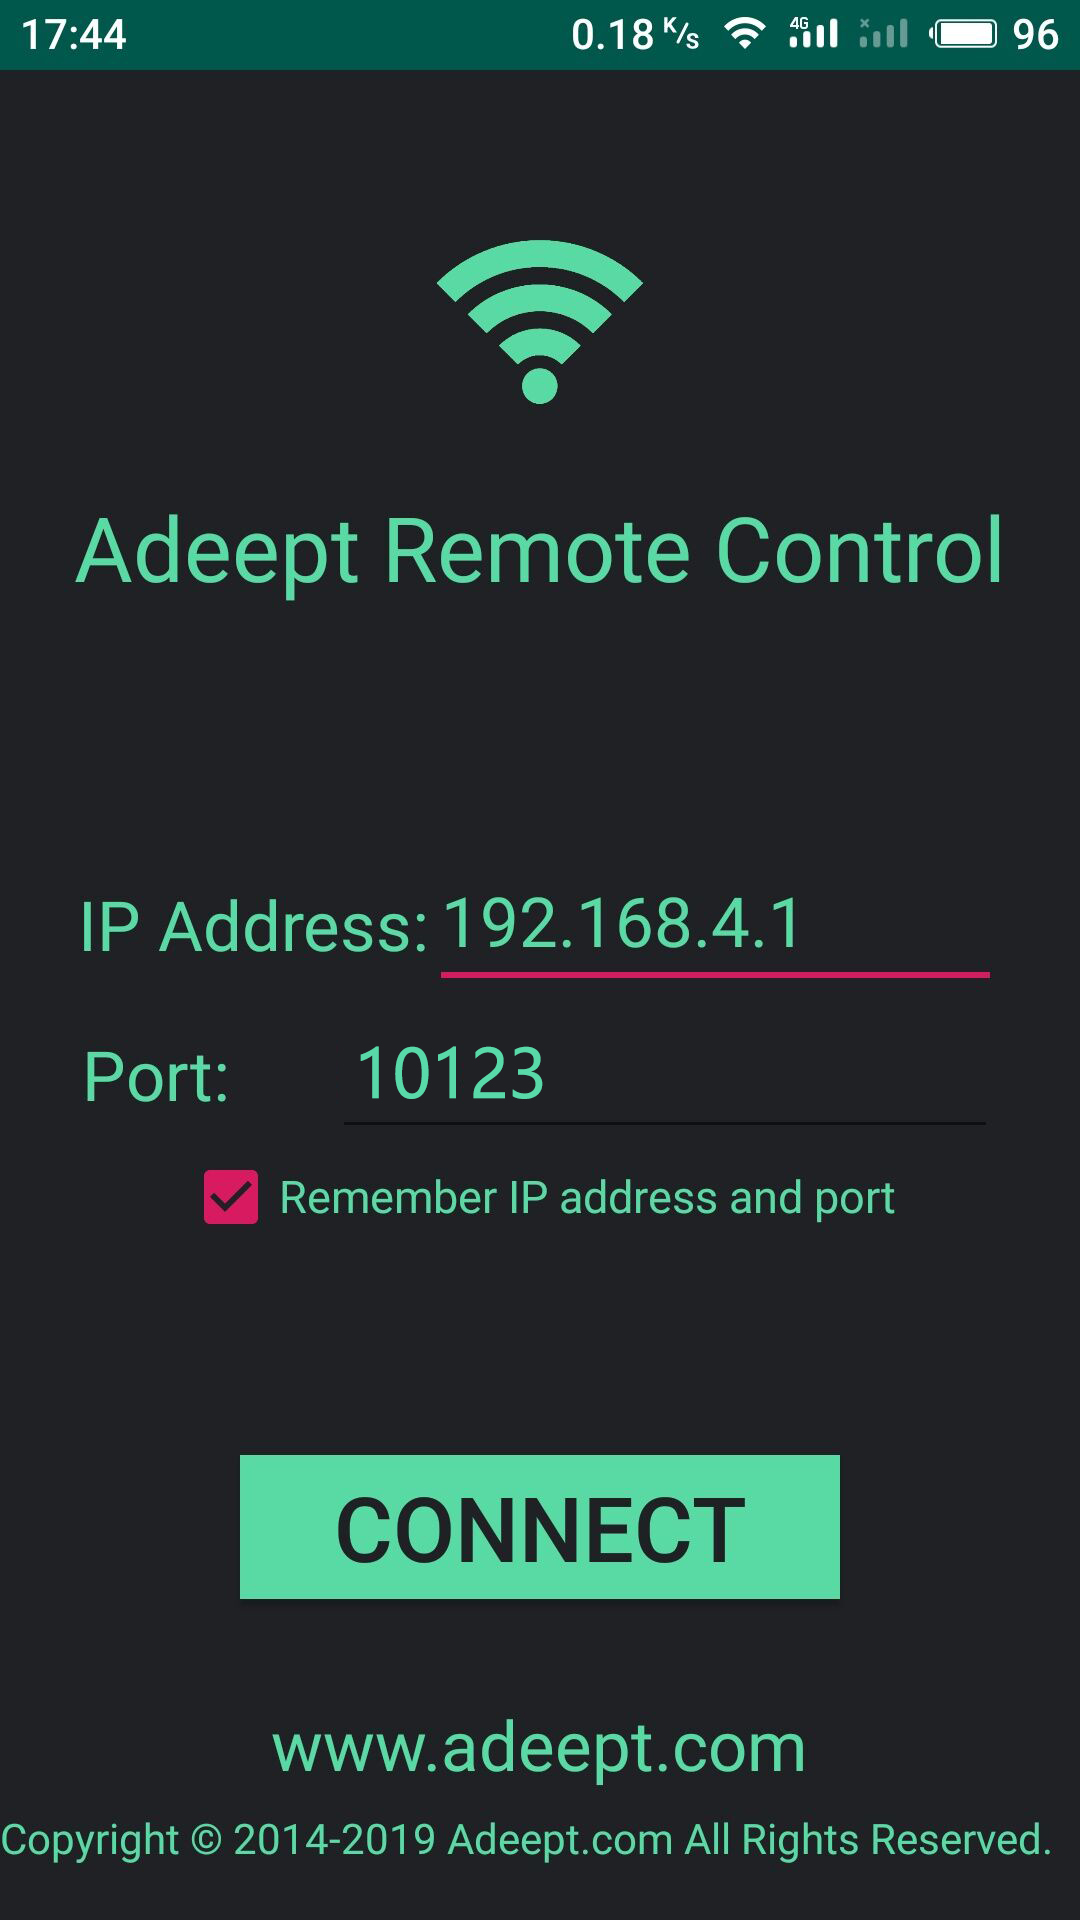 17:44 0.18 K/s 4G 96
Adeept Remote Control
IP Address: 192.168.4.1
Port: 10123
Remember IP address and port
CONNECT
www.adeept.com
Copyright © 2014-2019 Adeept.com All Rights Reserved.